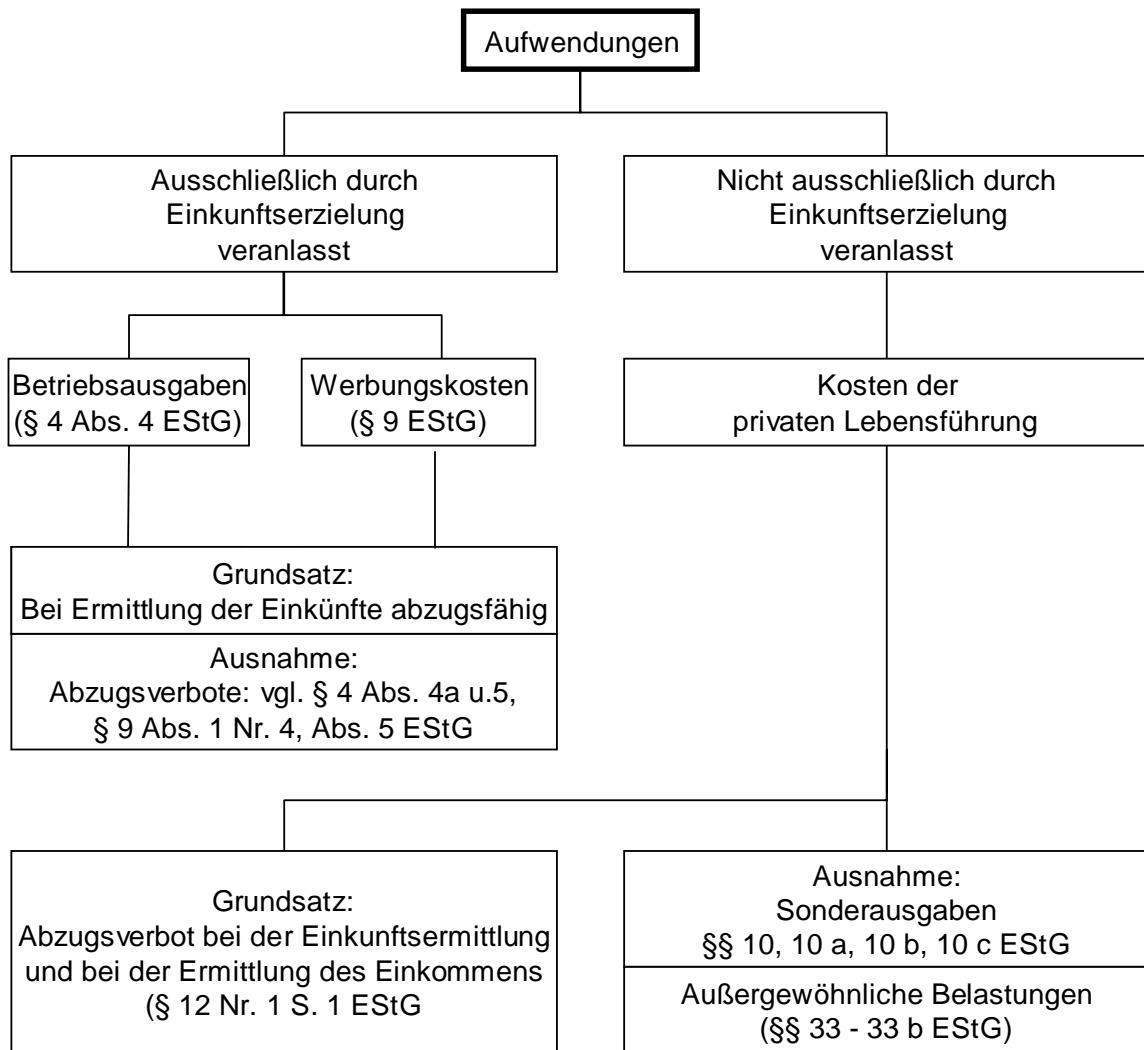 Aufwendungen
Ausschließlich durch
Einkunftserzielung
veranlasst
Nicht ausschließlich durch
Einkunftserzielung
veranlasst
Betriebsausgaben
(§ 4 Abs. 4 EStG)
Werbungskosten
(§ 9 EStG)
Kosten der
privaten Lebensführung
Grundsatz:
Bei Ermittlung der Einkünfte abzugsfähig
Ausnahme:
Abzugsverbote: vgl. § 4 Abs. 4a u.5,
§ 9 Abs. 1 Nr. 4, Abs. 5 EStG
Grundsatz:
Abzugsverbot bei der Einkunftsermittlung
und bei der Ermittlung des Einkommens
(§ 12 Nr. 1 S. 1 EStG
Ausnahme:
Sonderausgaben
§§ 10, 10 a, 10 b, 10 c EStG
Außergewöhnliche Belastungen
(§§ 33 - 33 b EStG)